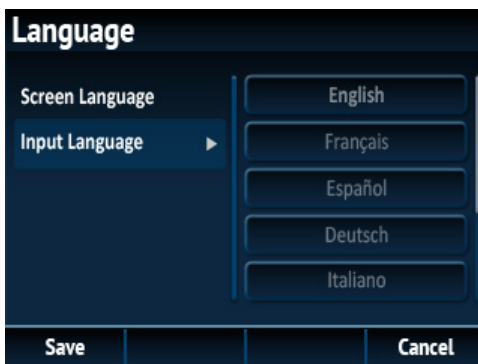 Language
Screen Language
Input Language
English
Français
Español
Deutsch
Italiano
Save
Cancel